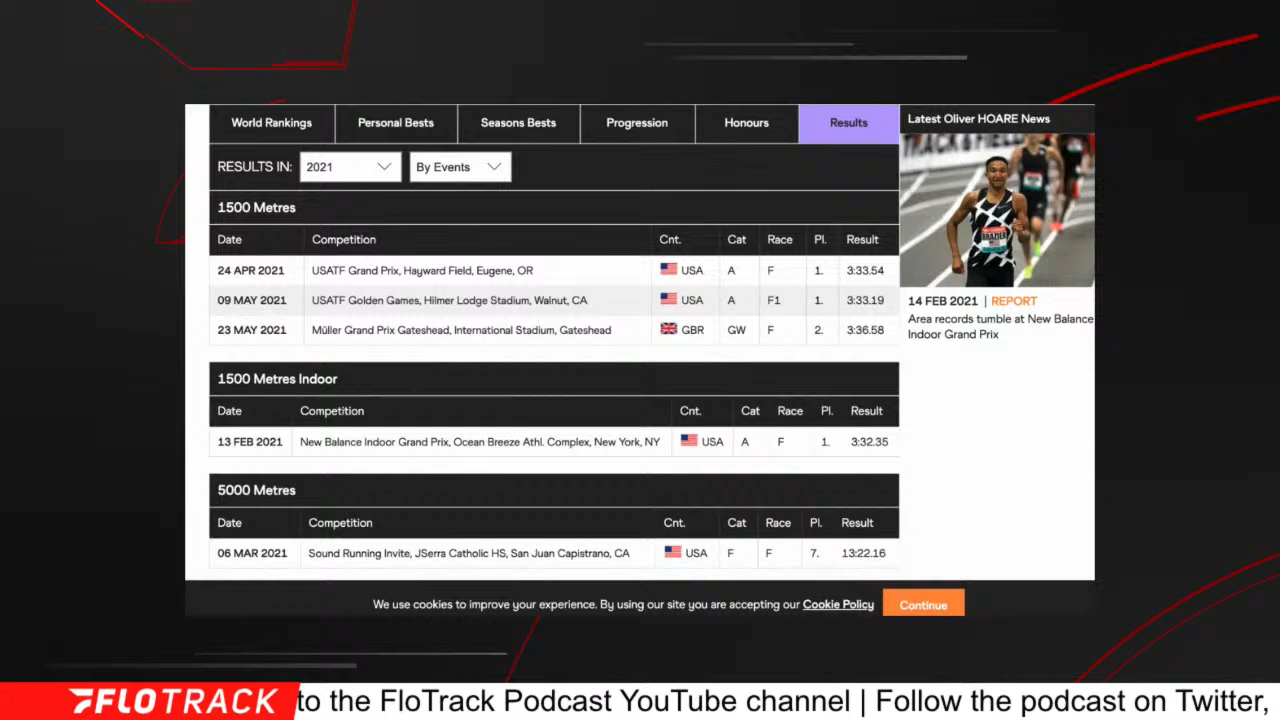 World Rankings Personal Bests Seasons Bests Progression Honours Results
Latest Oliver HOARE News
RESULTS IN: 2021 By Events
1500 Metres
Date Competition Cnt. Cat Race Pl. Result
24 APR 2021 USATF Grand Prix, Hayward Field, Eugene, OR USA A F 1. 3:33.54
09 MAY 2021 USATF Golden Games, Hilmer Lodge Stadium, Walnut, CA USA A F1 1. 3:33.19
23 MAY 2021 Müller Grand Prix Gateshead, International Stadium, Gateshead GBR GW F 2. 3:36.58
BRAZIER
14 FEB 2021 | REPORT
Area records tumble at New Balance
Indoor Grand Prix
1500 Metres Indoor
Date Competition Cnt. Cat Race Pl. Result
13 FEB 2021 New Balance Indoor Grand Prix, Ocean Breeze Athl. Complex, New York, NY USA A F 1. 3:32.35
5000 Metres
Date Competition Cnt. Cat Race Pl. Result
06 MAR 2021 Sound Running Invite, JSerra Catholic HS, San Juan Capistrano, CA USA F F 7. 13:22.16
We use cookies to improve your experience. By using our site you are accepting our Cookie Policy Continue
FLOTRACK to the FloTrack Podcast YouTube channel | Follow the podcast on Twitter,